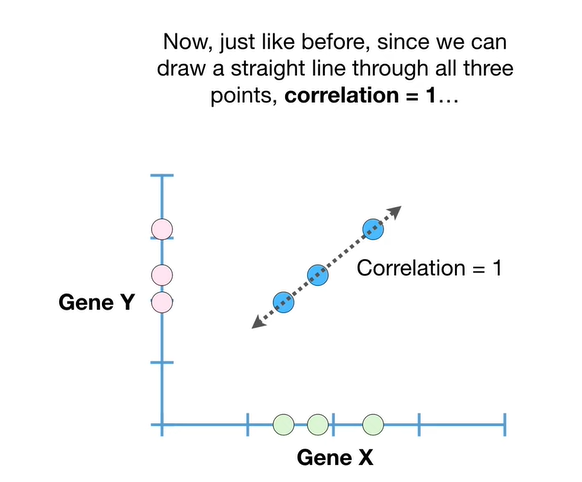 Now, just like before, since we can
draw a straight line through all three
points, correlation = 1…
Correlation = 1
Gene Y
Gene X